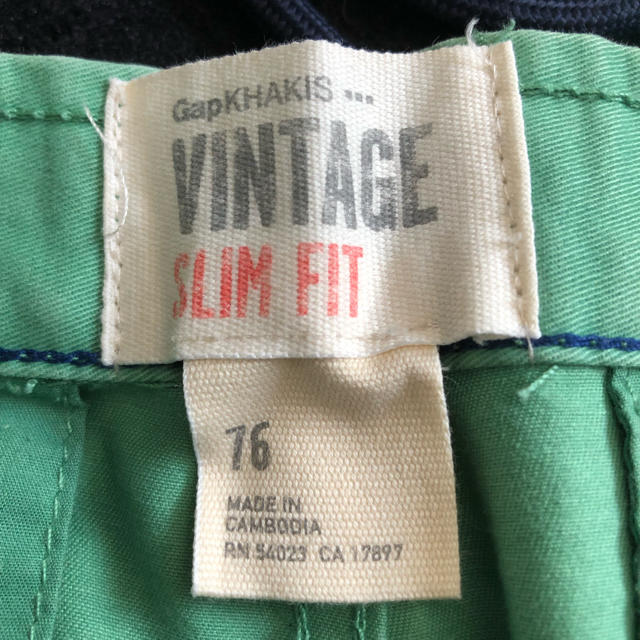 GapKHAKIS ...
VINTAGE
SLIM FIT
76
MADE IN
CAMBODIA
RN 54023 CA 17897